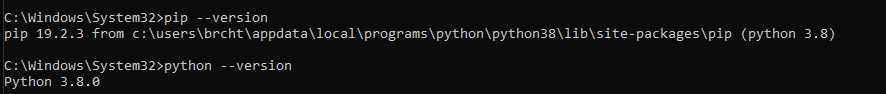 C:\Windows\System32>pip --version
pip 19.2.3 from c:\users\brcht\appdata\local\programs\python\python38\lib\site-packages\pip (python 3.8)
C:\Windows\System32>python --version
Python 3.8.0